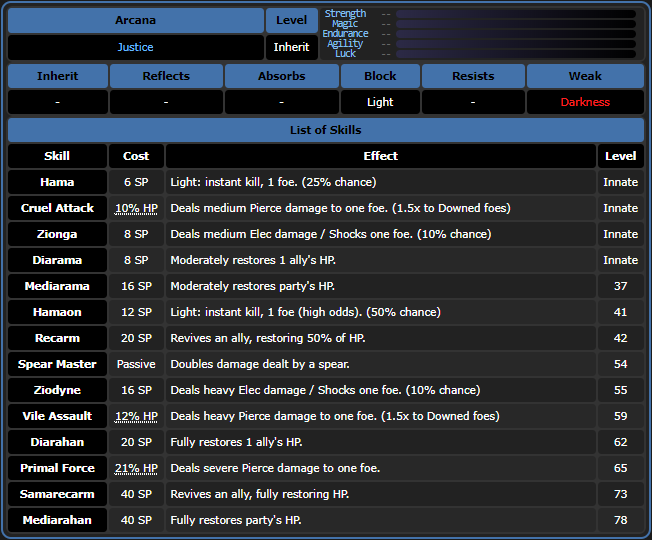 Arcana Level Strength --
Magic --
Endurance --
Agility --
Luck --
Justice Inherit
Inherit Reflects Absorbs Block Resists Weak
- - - Light - Darkness
List of Skills
Skill Cost Effect Level
Hama 6 SP Light: instant kill, 1 foe. (25% chance) Innate
Cruel Attack 10% HP Deals medium Pierce damage to one foe. (1.5x to Downed foes) Innate
Zionga 8 SP Deals medium Elec damage / Shocks one foe. (10% chance) Innate
Diarama 8 SP Moderately restores 1 ally's HP. Innate
Mediarama 16 SP Moderately restores party's HP. 37
Hamaon 12 SP Light: instant kill, 1 foe (high odds). (50% chance) 41
Recarm 20 SP Revives an ally, restoring 50% of HP. 42
Spear Master Passive Doubles damage dealt by a spear. 54
Ziodyne 16 SP Deals heavy Elec damage / Shocks one foe. (10% chance) 55
Vile Assault 12% HP Deals heavy Pierce damage to one foe. (1.5x to Downed foes) 59
Diarahan 20 SP Fully restores 1 ally's HP. 62
Primal Force 21% HP Deals severe Pierce damage to one foe. 65
Samarecarm 40 SP Revives an ally, fully restoring HP. 73
Mediarahan 40 SP Fully restores party's HP. 78